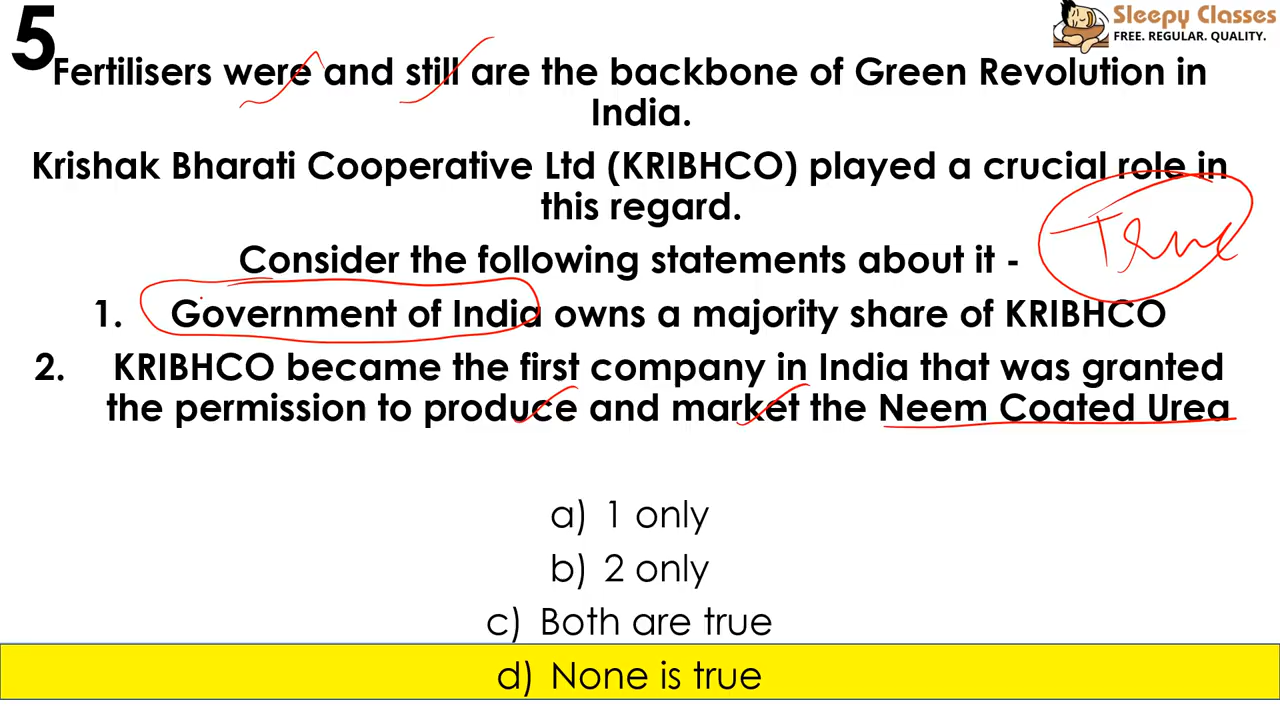 5
Sleepy Classes
FREE. REGULAR. QUALITY.
Fertilisers were and still are the backbone of Green Revolution in
India.
Krishak Bharati Cooperative Ltd (KRIBHCO) played a crucial role in
this regard.
True
Consider the following statements about it -
1. Government of India owns a majority share of KRIBHCO
2. KRIBHCO became the first company in India that was granted
the permission to produce and market the Neem Coated Urea
a) 1 only
b) 2 only
c) Both are true
d) None is true